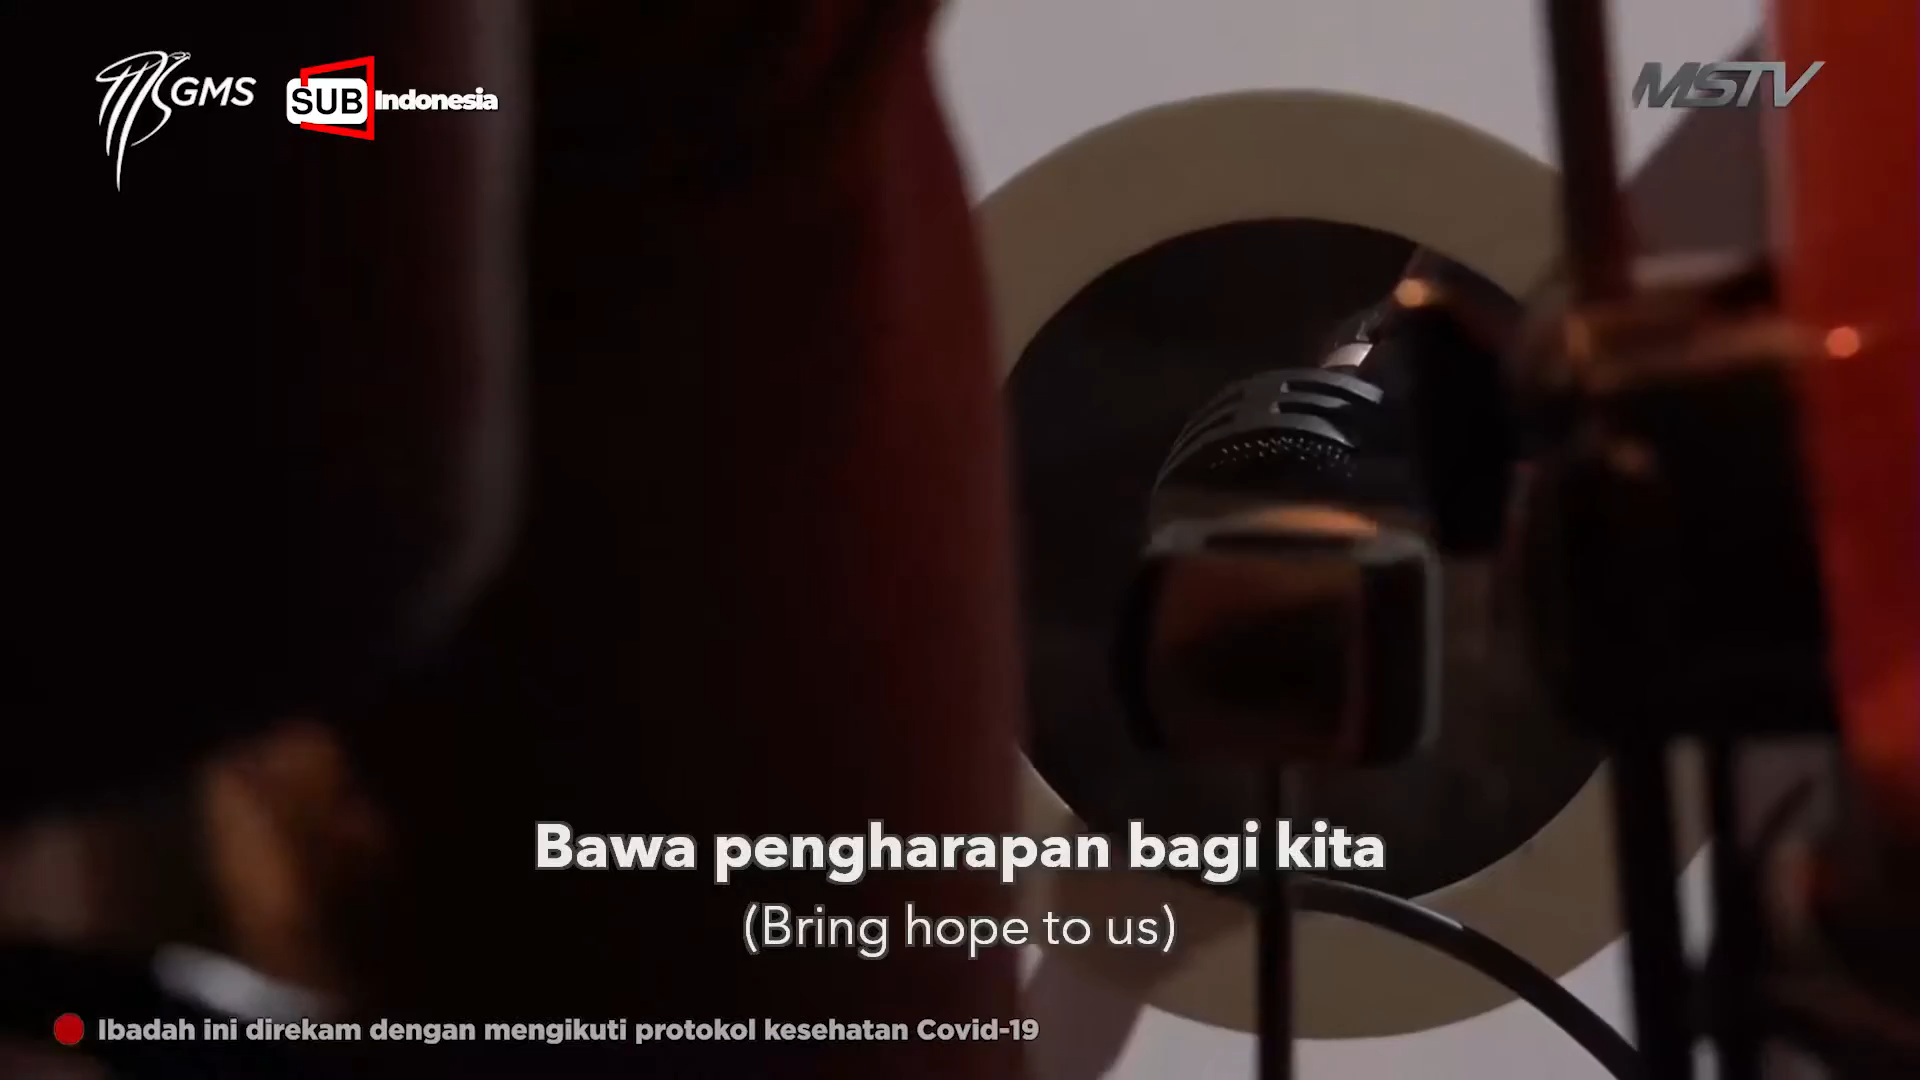 GMS
SUB Indonesia
MSTV
Bawa pengharapan bagi kita
(Bring hope to us)
Ibadah ini direkam dengan mengikuti protokol kesehatan Covid-19